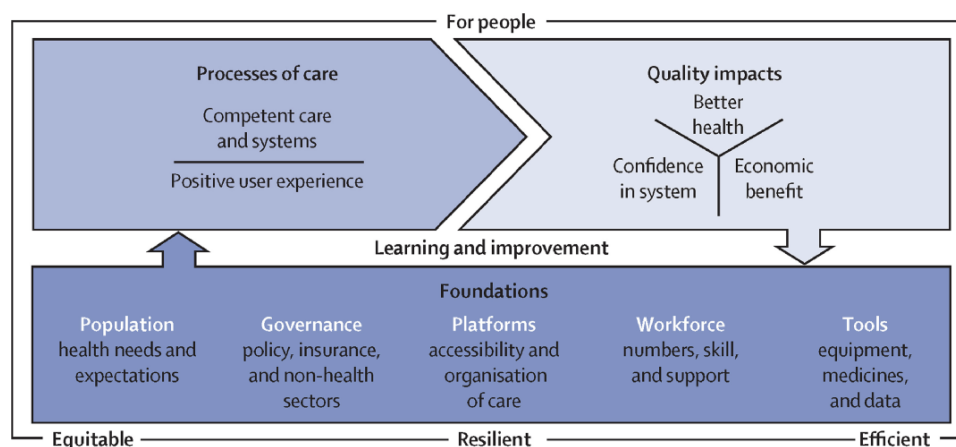 For people
Processes of care
Competent care
and systems
Positive user experience
Quality impacts
Better
health
Confidence
in system
Economic
benefit
Learning and improvement
Foundations
Population
health needs and
expectations
Governance
policy, insurance,
and non-health
sectors
Platforms
accessibility and
organisation
of care
Workforce
numbers, skill,
and support
Tools
equipment,
medicines,
and data
Equitable
Resilient
Efficient